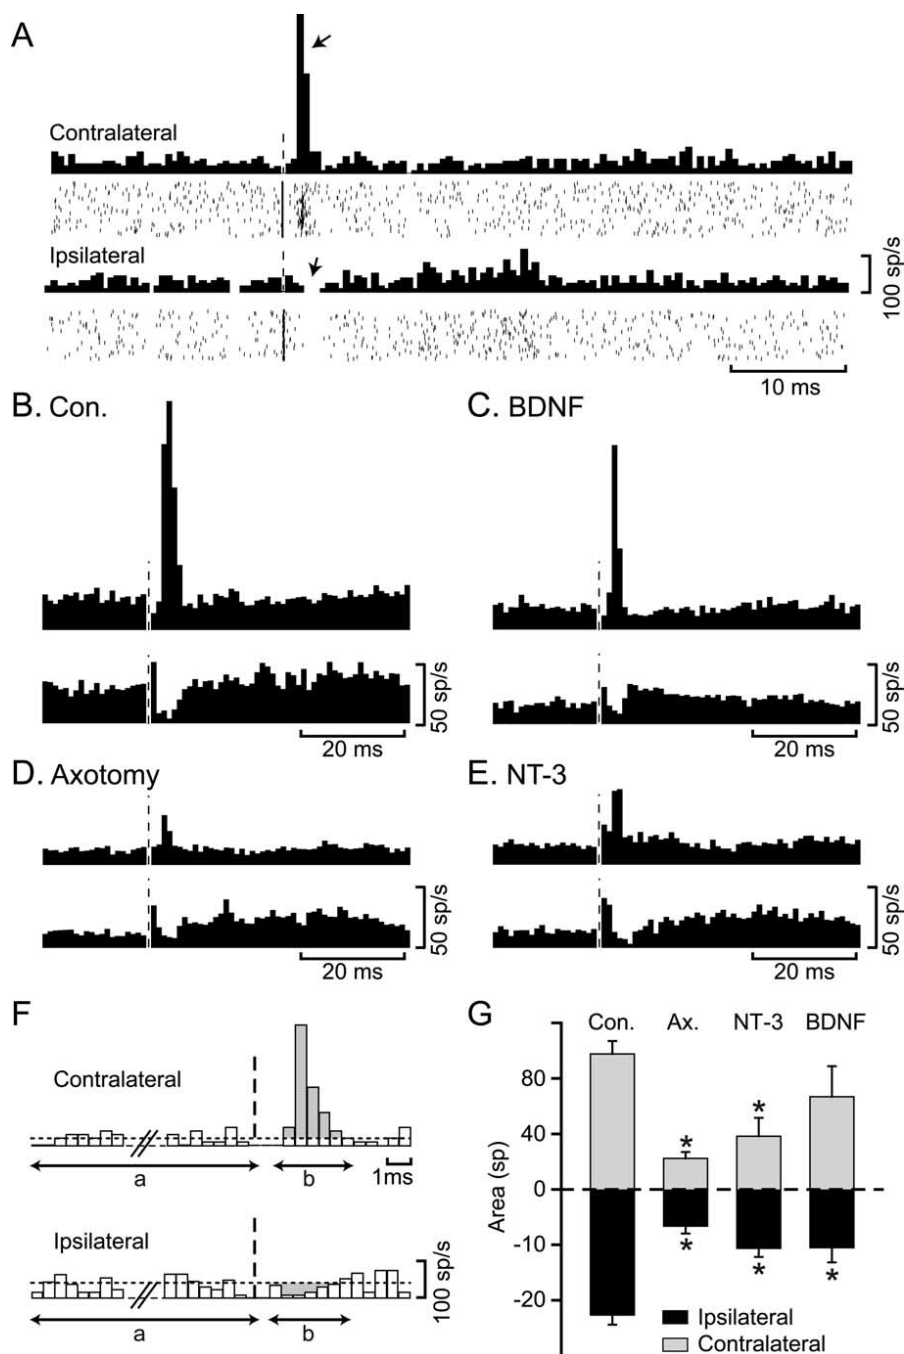 A
Contralateral
Ipsilateral
100 sp/s
10 ms
B. Con.
C. BDNF
50 sp/s
50 sp/s
20 ms
20 ms
D. Axotomy
E. NT-3
50 sp/s
50 sp/s
20 ms
20 ms
F
Contralateral
a
b
1ms
Ipsilateral
100 sp/s
a
b
G
Con. Ax. NT-3 BDNF
80
*
40
*
0
Area (sp)
-10
* * *
-20
Ipsilateral
Contralateral